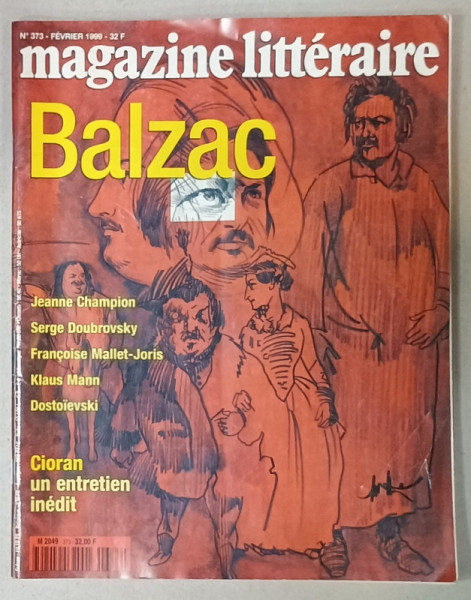 N° 373 - FÉVRIER 1999 - 32 F
magazine littéraire
Balzac
Jeanne Champion
Serge Doubrovsky
Françoise Mallet-Joris
Klaus Mann
Dostoïevski
Cioran
un entretien
inédit
M 2049 - 373 - 32,00 F